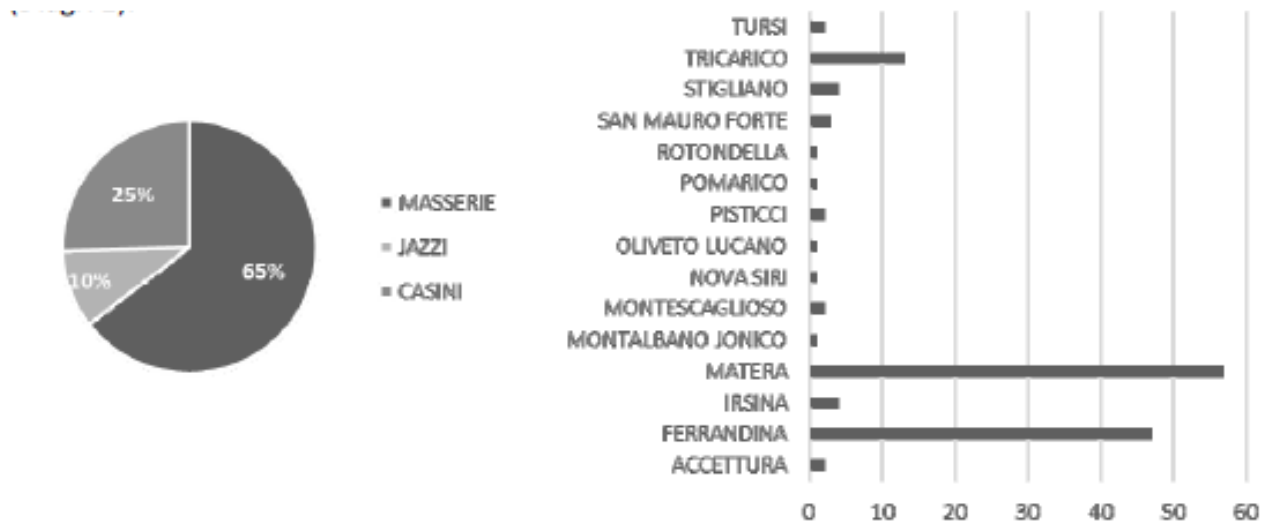 25%
10%
65%
MASSERIE
JAZZI
CASINI
TURSI
TRICARICO
STIGLIANO
SAN MAURO FORTE
ROTONDELLA
POMARICO
PISTICCI
OLIVETO LUCANO
NOVA SIRI
MONTESCAGLIOSO
MONTALBANO JONICO
MATERA
IRSINA
FERRANDINA
ACCETTURA
0 10 20 30 40 50 60